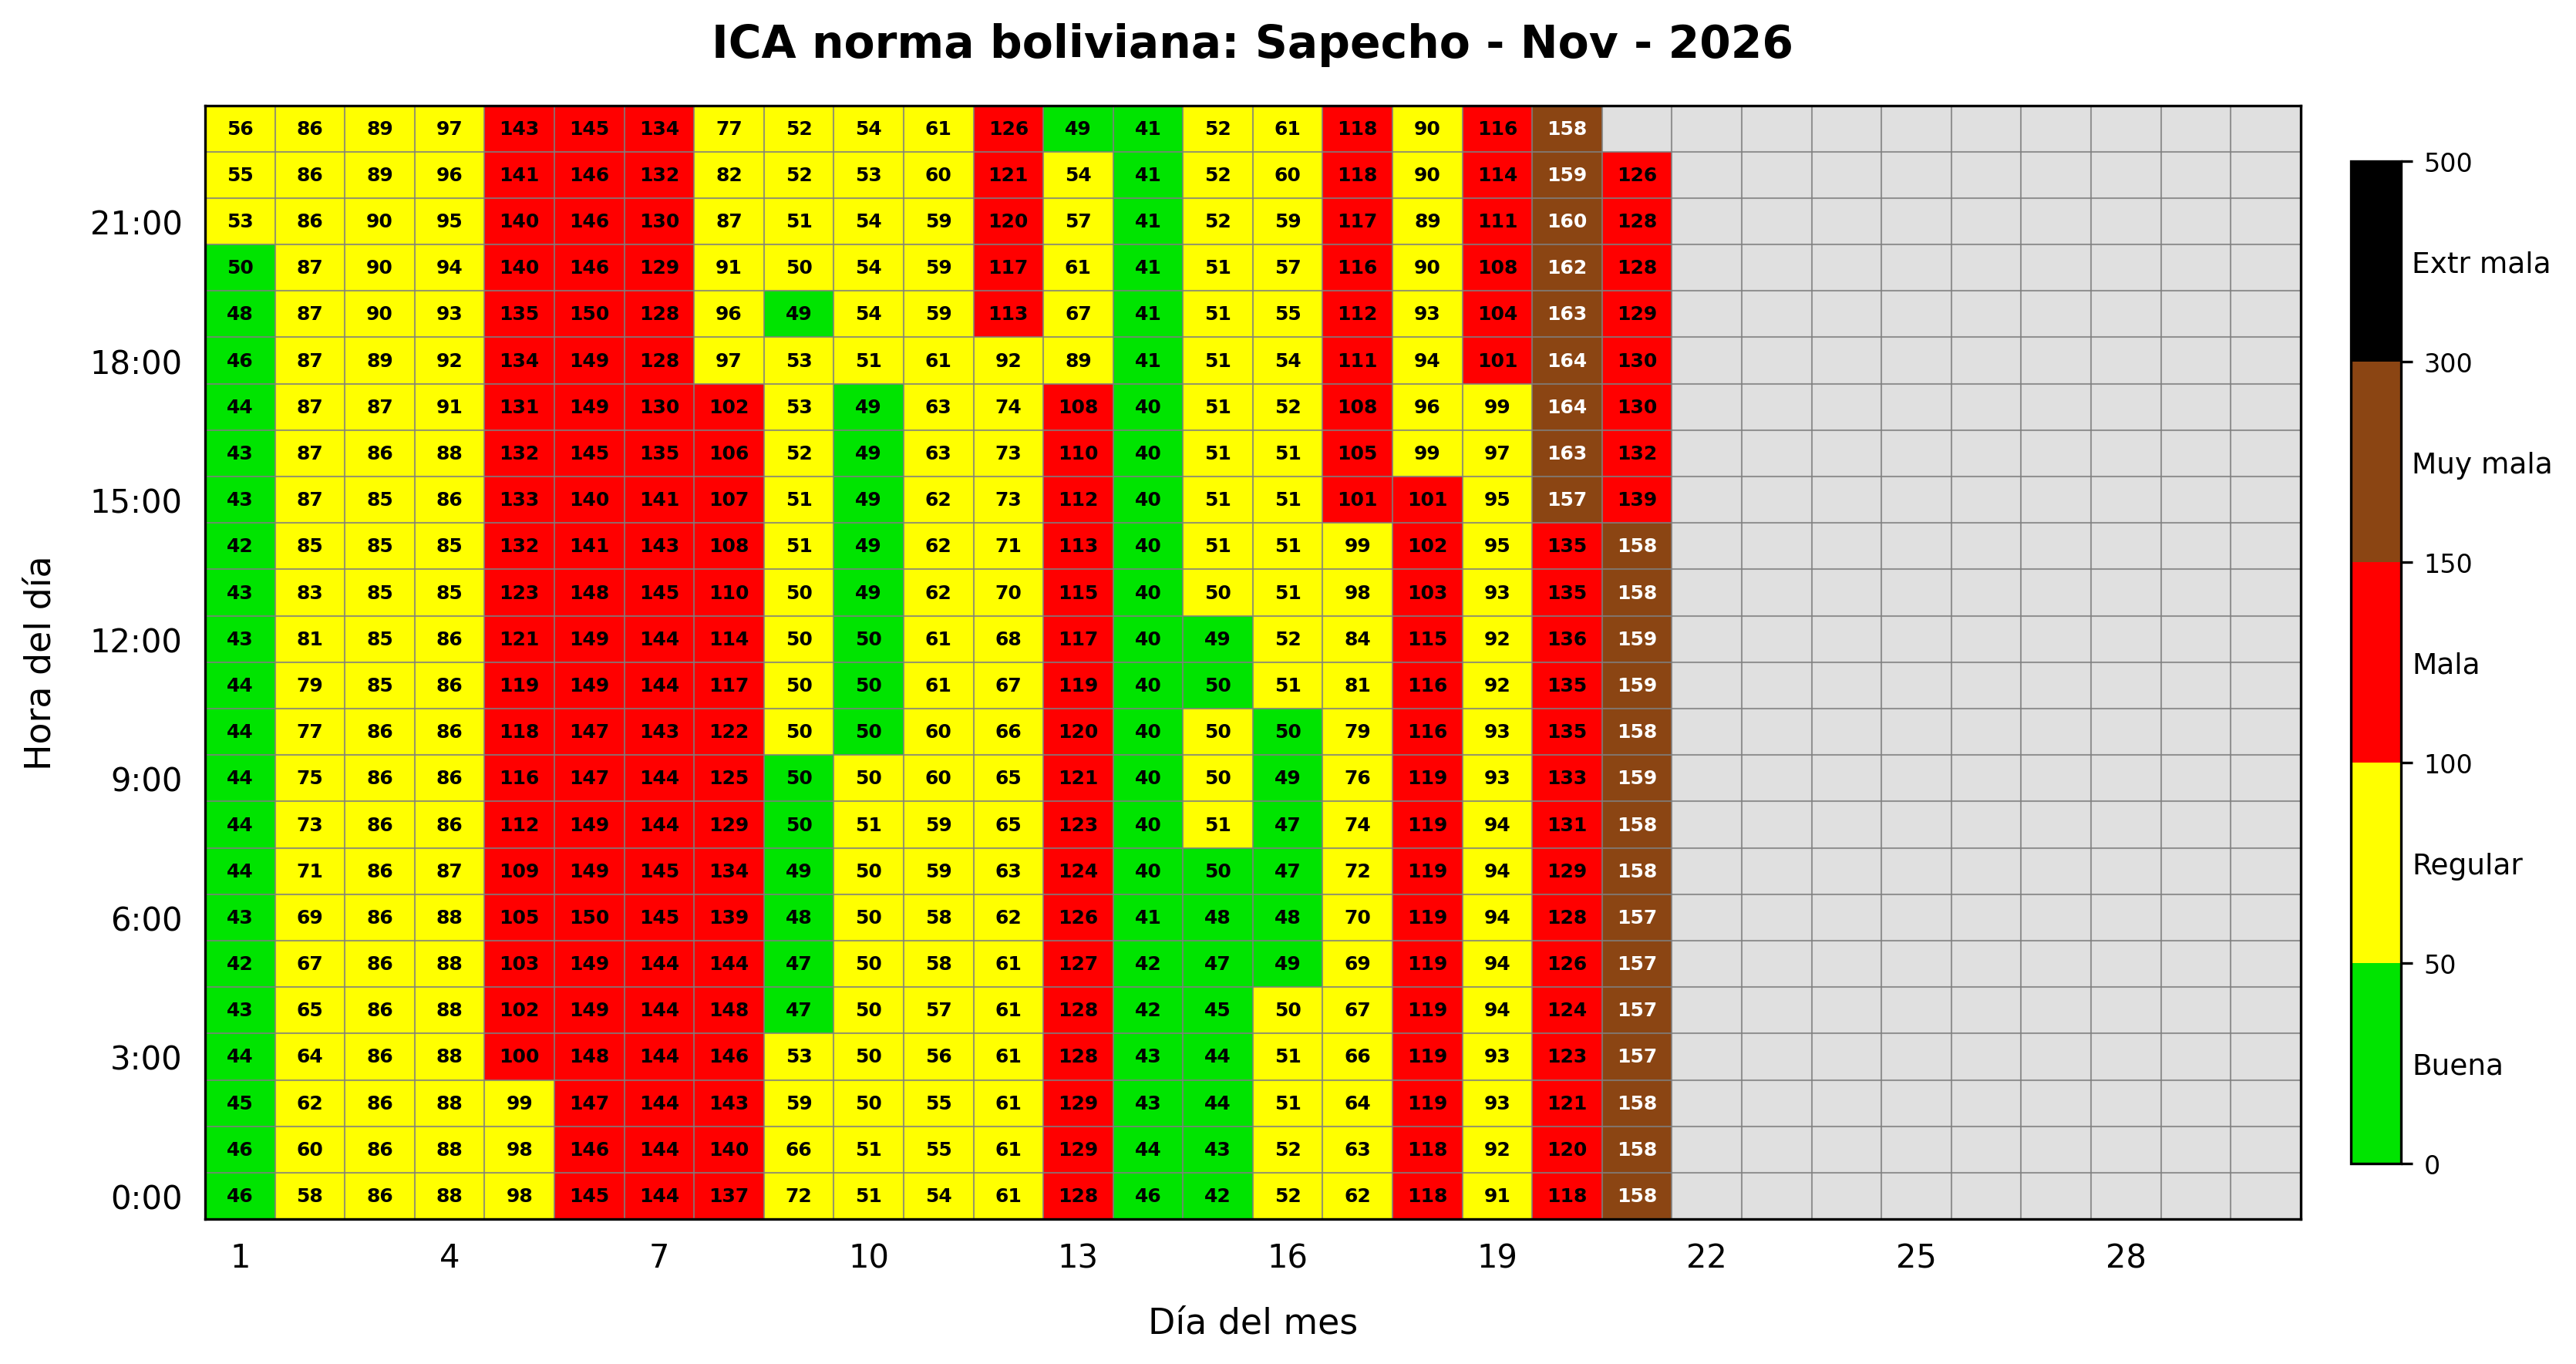 ICA norma boliviana: Sapecho - Nov - 2026
56 86 89 97 143 145 134 77 52 54 61 126 49 41 52 61 118 90 116 158
55 86 89 96 141 146 132 82 52 53 60 121 54 41 52 60 118 90 114 159 126
21:00 53 86 90 95 140 146 130 87 51 54 59 120 57 41 52 59 117 89 111 160 128
50 87 90 94 140 146 129 91 50 54 59 117 61 41 51 57 116 90 108 162 128
48 87 90 93 135 150 128 96 49 54 59 113 67 41 51 55 112 93 104 163 129
18:00 46 87 89 92 134 149 128 97 53 51 61 92 89 41 51 54 111 94 101 164 130
44 87 87 91 131 149 130 102 53 49 63 74 108 40 51 52 108 96 99 164 130
43 87 86 88 132 145 135 106 52 49 63 73 110 40 51 51 105 99 97 163 132
15:00 43 87 85 86 133 140 141 107 51 49 62 73 112 40 51 51 101 101 95 157 139
42 85 85 85 132 141 143 108 51 49 62 71 113 40 51 51 99 102 95 135 158
43 83 85 85 123 148 145 110 50 49 62 70 115 40 50 51 98 103 93 135 158
12:00 43 81 85 86 121 149 144 114 50 50 61 68 117 40 49 52 84 115 92 136 159
44 79 85 86 119 149 144 117 50 50 61 67 119 40 50 51 81 116 92 135 159
44 77 86 86 118 147 143 122 50 50 60 66 120 40 50 50 79 116 93 135 158
9:00 44 75 86 86 116 147 144 125 50 50 60 65 121 40 50 49 76 119 93 133 159
44 73 86 86 112 149 144 129 50 51 59 65 123 40 51 47 74 119 94 131 158
44 71 86 87 109 149 145 134 49 50 59 63 124 40 50 47 72 119 94 129 158
6:00 43 69 86 88 105 150 145 139 48 50 58 62 126 41 48 48 70 119 94 128 157
42 67 86 88 103 149 144 144 47 50 58 61 127 42 47 49 69 119 94 126 157
43 65 86 88 102 149 144 148 47 50 57 61 128 42 45 50 67 119 94 124 157
3:00 44 64 86 88 100 148 144 146 53 50 56 61 128 43 44 51 66 119 93 123 157
45 62 86 88 99 147 144 143 59 50 55 61 129 43 44 51 64 119 93 121 158
46 60 86 88 98 146 144 140 66 51 55 61 129 44 43 52 63 118 92 120 158
0:00 46 58 86 88 98 145 144 137 72 51 54 61 128 46 42 52 62 118 91 118 158
1 4 7 10 13 16 19 22 25 28
Día del mes
Hora del día
500
Extr mala
300
Muy mala
150
Mala
100
Regular
50
Buena
0